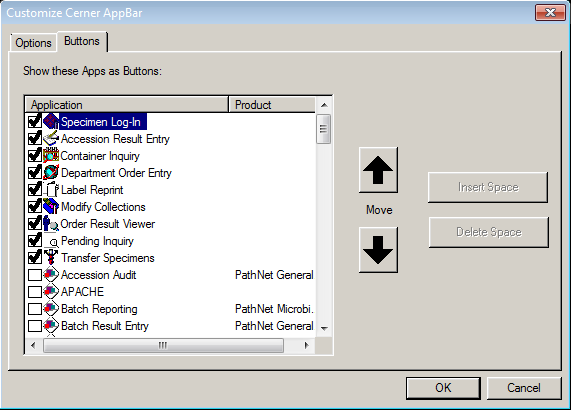 Customize Cerner AppBar
Options Buttons
Show these Apps as Buttons:
Application Product
Specimen Log-In
Accession Result Entry
Container Inquiry
Department Order Entry
Label Reprint
Modify Collections
Order Result Viewer
Pending Inquiry
Transfer Specimens
Accession Audit PathNet General
APACHE
Batch Reporting PathNet Microbi.
Batch Result Entry PathNet General
Move
Insert Space
Delete Space
OK Cancel